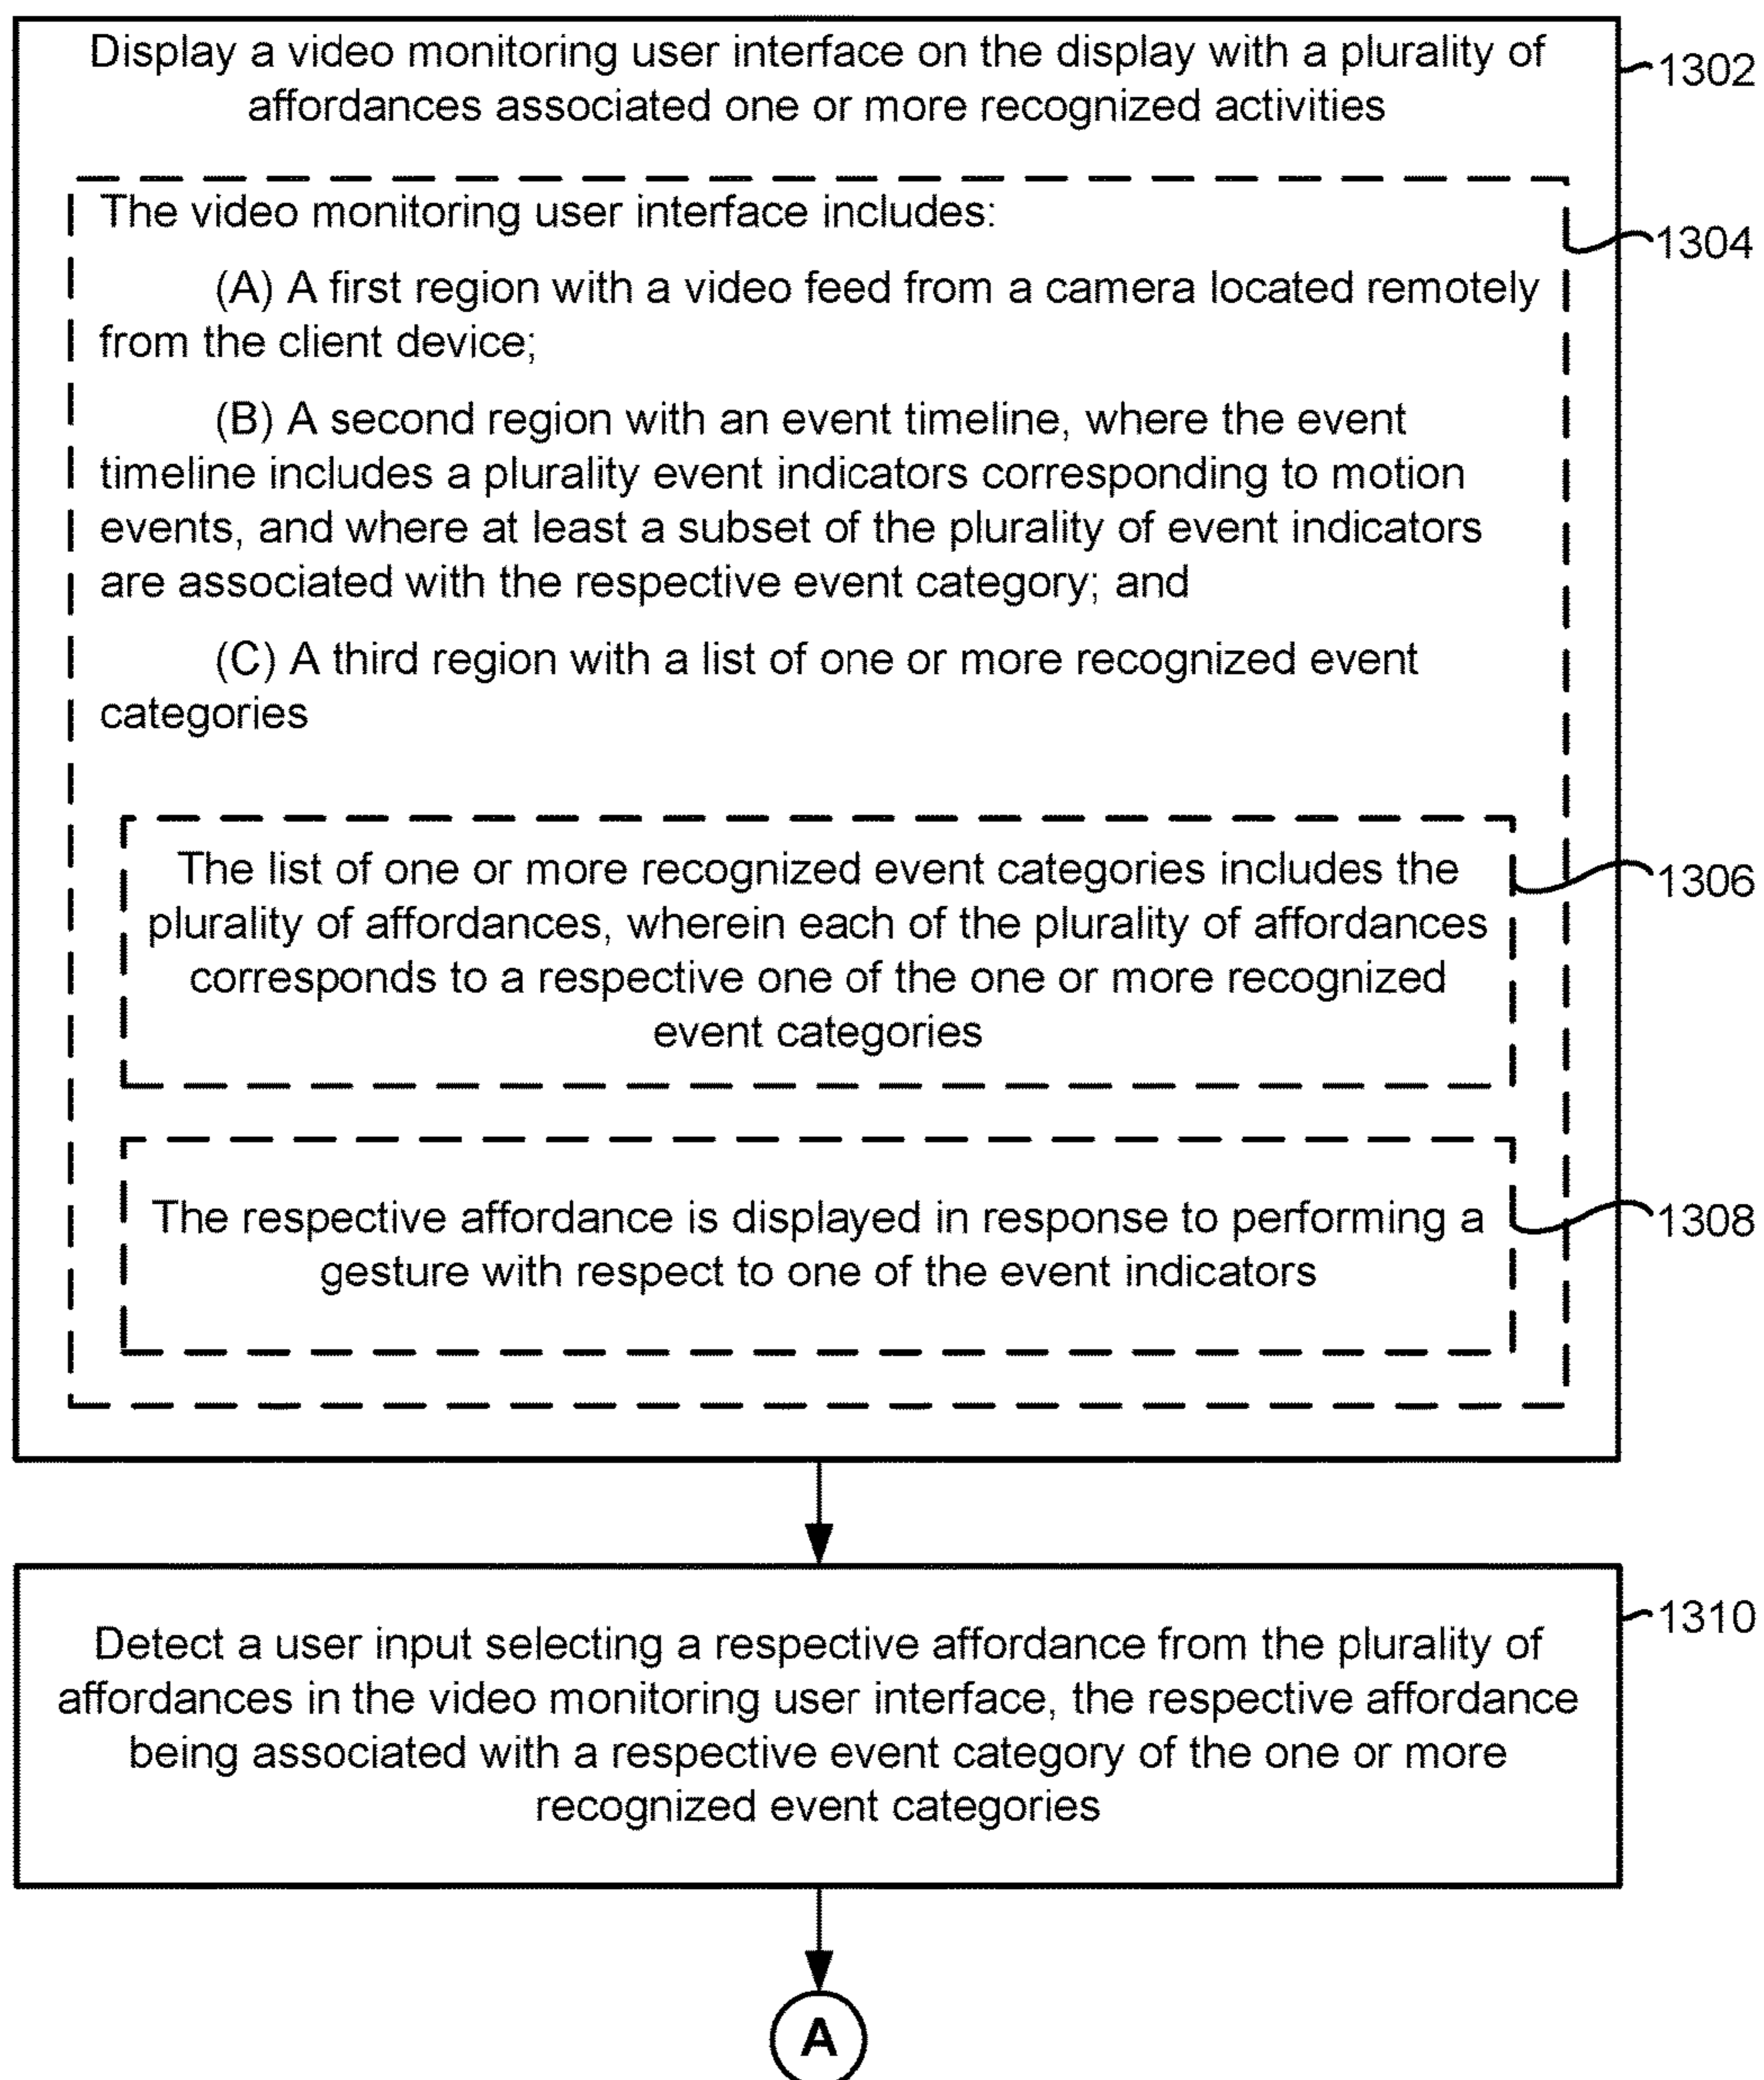 Display a video monitoring user interface on the display with a plurality of
affordances associated one or more recognized activities
1302
The video monitoring user interface includes:
1304
(A) A first region with a video feed from a camera located remotely
from the client device;
(B) A second region with an event timeline, where the event
timeline includes a plurality event indicators corresponding to motion
events, and where at least a subset of the plurality of event indicators
are associated with the respective event category; and
(C) A third region with a list of one or more recognized event
categories
The list of one or more recognized event categories includes the
plurality of affordances, wherein each of the plurality of affordances
corresponds to a respective one of the one or more recognized
event categories
1306
The respective affordance is displayed in response to performing a
gesture with respect to one of the event indicators
1308
Detect a user input selecting a respective affordance from the plurality of
affordances in the video monitoring user interface, the respective affordance
being associated with a respective event category of the one or more
recognized event categories
1310
A